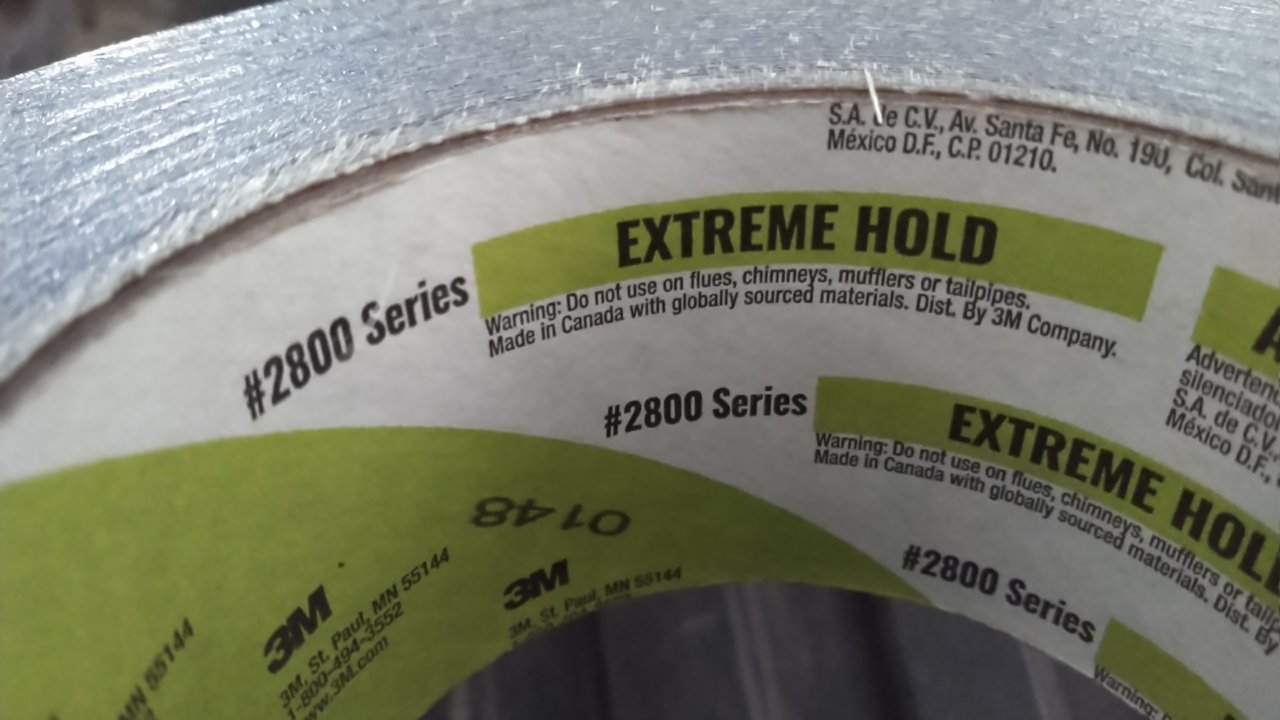 S.A. de C.V., Av. Santa Fe, No. 190, Col. Sant
México D.F., C.P. 01210.
#2800 Series
EXTREME HOLD
Warning: Do not use on flues, chimneys, mufflers or tailpipes.
Made in Canada with globally sourced materials. Dist. By 3M Company.
Advertenc
silenciador
S.A. de C.V.
México D.F.,
#2800 Series
EXTREME HOL
Warning: Do not use on flues, chimneys, mufflers or tailp
Made in Canada with globally sourced materials. Dist. By
#2800 Series
Warning:
0148
3M
3M, St. Paul, MN 55144
1-800-494-3552
www.3M.com
3M
3M, St. Paul, MN 55144
MN 55144